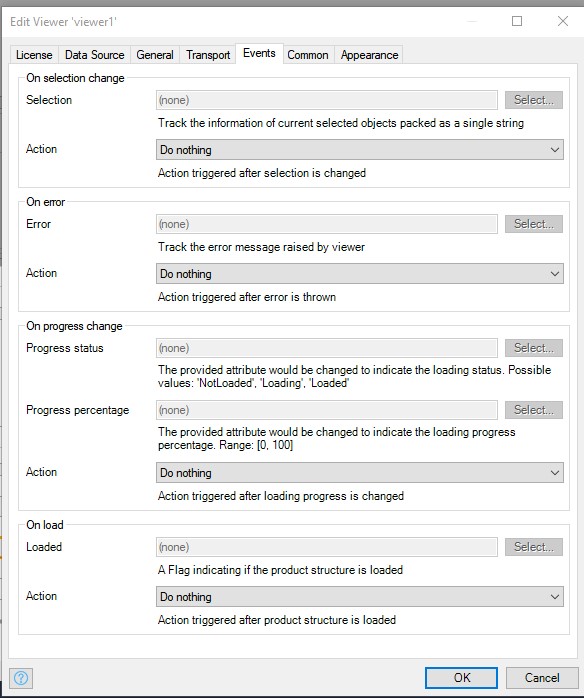 Edit Viewer 'viewer1'
License Data Source General Transport Events Common Appearance
On selection change
Selection (none) Select...
Track the information of current selected objects packed as a single string
Action Do nothing
Action triggered after selection is changed
On error
Error (none) Select...
Track the error message raised by viewer
Action Do nothing
Action triggered after error is thrown
On progress change
Progress status (none) Select...
The provided attribute would be changed to indicate the loading status. Possible
values: 'NotLoaded', 'Loading', 'Loaded'
Progress percentage (none) Select...
The provided attribute would be changed to indicate the loading progress
percentage. Range: [0, 100]
Action Do nothing
Action triggered after loading progress is changed
On load
Loaded (none) Select...
A Flag indicating if the product structure is loaded
Action Do nothing
Action triggered after product structure is loaded
? OK Cancel